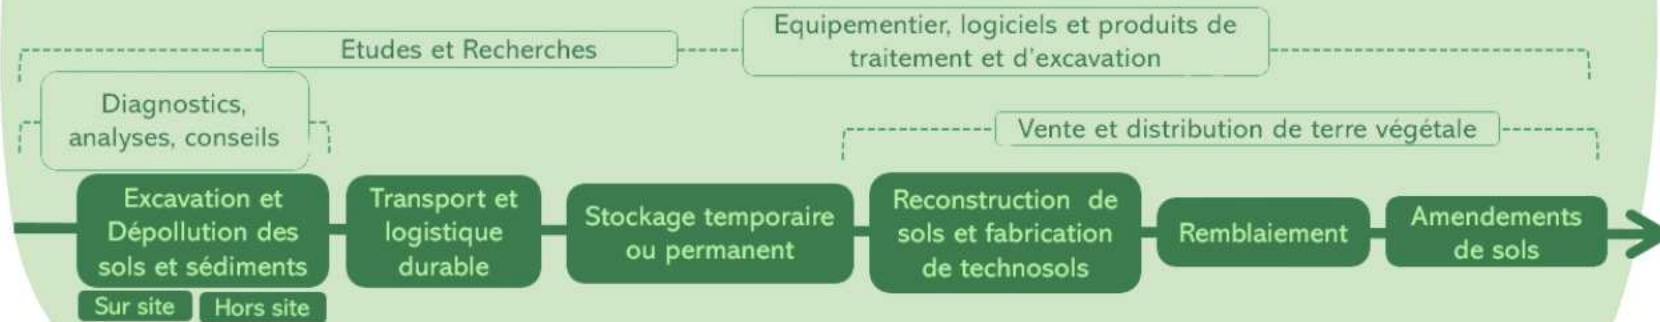 Etudes et Recherches
Equipementier, logiciels et produits de
traitement et d'excavation
Diagnostics,
analyses, conseils
Vente et distribution de terre végétale
Excavation et
Dépollution des
sols et sédiments
Sur site
Hors site
Transport et
logistique
durable
Stockage temporaire
ou permanent
Reconstruction de
sols et fabrication
de technosols
Remblaiement
Amendements
de sols